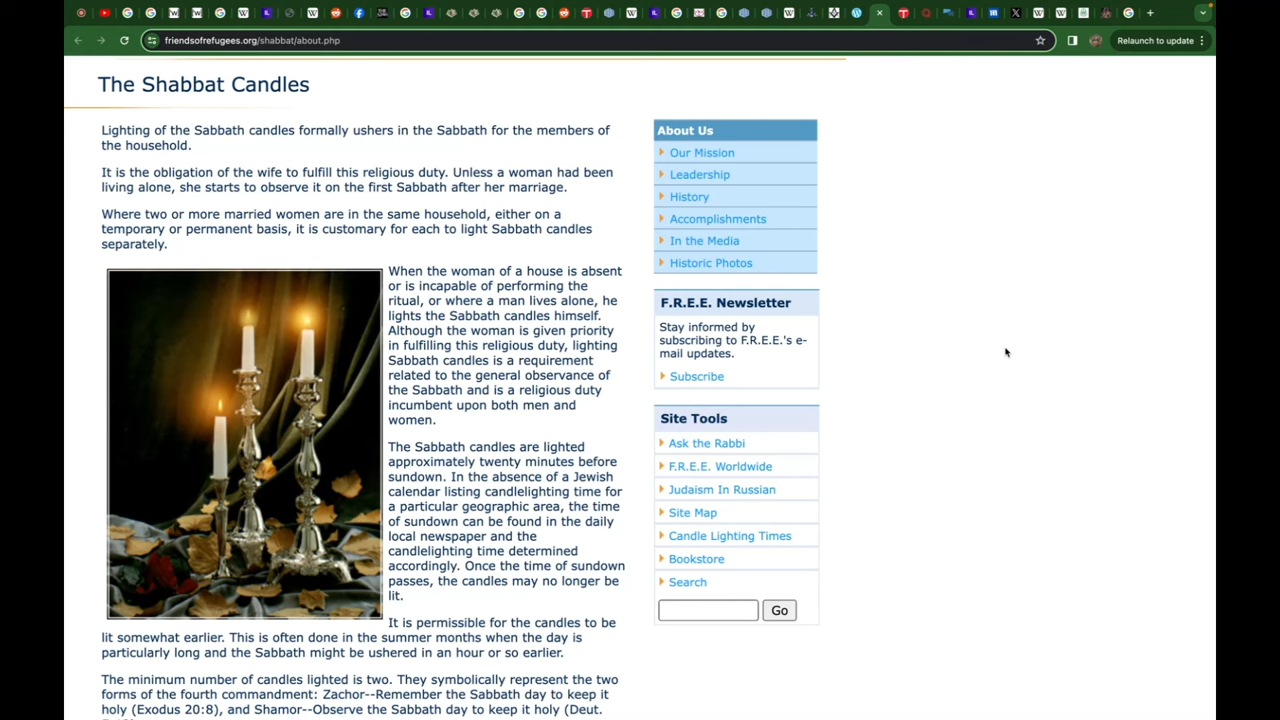 friendsofrefugees.org/shabbat/about.php
Relaunch to update
The Shabbat Candles
Lighting of the Sabbath candles formally ushers in the Sabbath for the members of
the household.
It is the obligation of the wife to fulfill this religious duty. Unless a woman had been
living alone, she starts to observe it on the first Sabbath after her marriage.
Where two or more married women are in the same household, either on a
temporary or permanent basis, it is customary for each to light Sabbath candles
separately.
When the woman of a house is absent
or is incapable of performing the
ritual, or where a man lives alone, he
lights the Sabbath candles himself.
Although the woman is given priority
in fulfilling this religious duty, lighting
Sabbath candles is a requirement
related to the general observance of
the Sabbath and is a religious duty
incumbent upon both men and
women.
The Sabbath candles are lighted
approximately twenty minutes before
sundown. In the absence of a Jewish
calendar listing candlelighting time for
a particular geographic area, the time
of sundown can be found in the daily
local newspaper and the
candlelighting time determined
accordingly. Once the time of sundown
passes, the candles may no longer be
lit.
It is permissible for the candles to be
lit somewhat earlier. This is often done in the summer months when the day is
particularly long and the Sabbath might be ushered in an hour or so earlier.
The minimum number of candles lighted is two. They symbolically represent the two
forms of the fourth commandment: Zachor--Remember the Sabbath day to keep it
holy (Exodus 20:8), and Shamor--Observe the Sabbath day to keep it holy (Deut.
About Us
Our Mission
Leadership
History
Accomplishments
In the Media
Historic Photos
F.R.E.E. Newsletter
Stay informed by
subscribing to F.R.E.E.'s e-
mail updates.
Subscribe
Site Tools
Ask the Rabbi
F.R.E.E. Worldwide
Judaism In Russian
Site Map
Candle Lighting Times
Bookstore
Search
Go